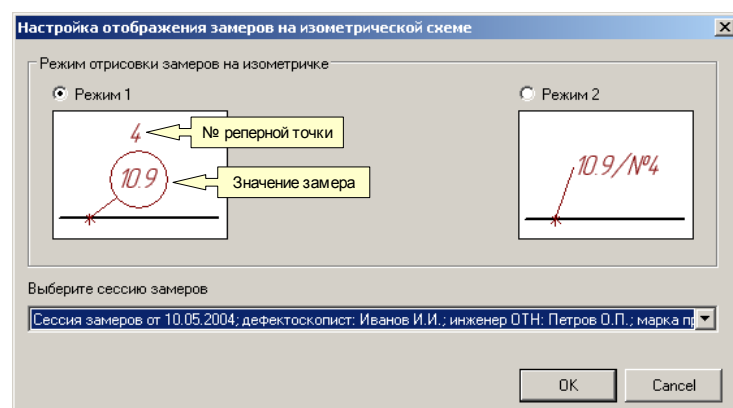 Настройка отображения замеров на изометрической схеме
Режим отрисовки замеров на изометричке
Режим 1
Режим 2
4
№ реперной точки
10.9
Значение замера
10.9/№4
Выберите сессию замеров
Сессия замеров от 10.05.2004; дефектоскопист: Иванов И.И.; инженер ОТН: Петров О.П.; марка
OK
Cancel